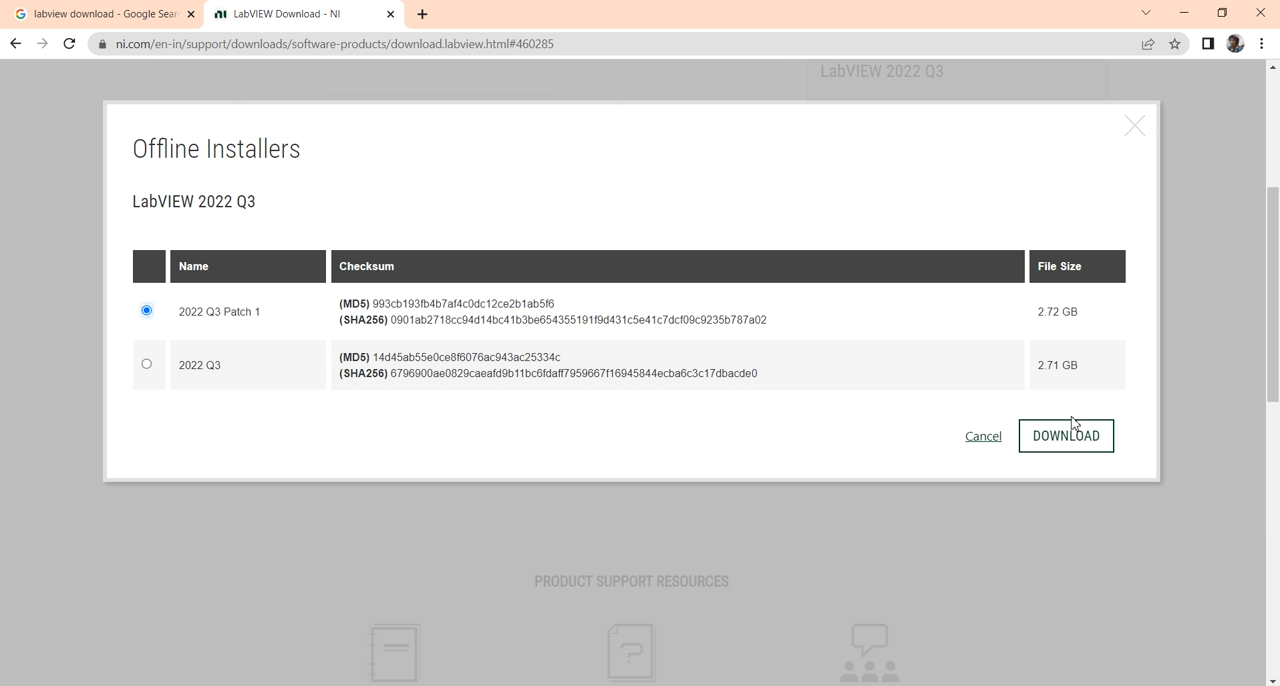 labview download - Google Sear
LabVIEW Download - NI
ni.com/en-in/support/downloads/software-products/download.labview.html#460285
LabVIEW 2022 Q3
Offline Installers
LabVIEW 2022 Q3
Name Checksum File Size
2022 Q3 Patch 1
(MD5) 993cb193fb4b7af4c0dc12ce2b1ab5f6
(SHA256) 0901ab2718cc94d14bc41b3be654355191f9d431c5e41c7dcf09c9235b787a02
2.72 GB
2022 Q3
(MD5) 14d45ab55e0ce8f6076ac943ac25334c
(SHA256) 6796900ae0829caeafd9b11bc6fdaff7959667f16945844ecba6c3c17dbacde0
2.71 GB
Cancel DOWNLOAD
PRODUCT SUPPORT RESOURCES